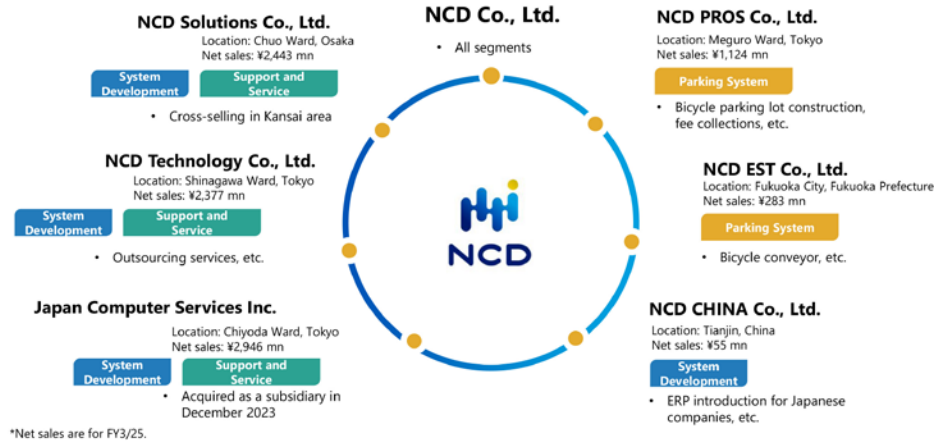 NCD Co., Ltd.
• All segments
NCD Solutions Co., Ltd.
Location: Chuo Ward, Osaka
Net sales: ¥2,443 mn
System
Development
Support and
Service
• Cross-selling in Kansai area
NCD Technology Co., Ltd.
Location: Shinagawa Ward, Tokyo
Net sales: ¥2,377 mn
System
Development
Support and
Service
• Outsourcing services, etc.
Japan Computer Services Inc.
Location: Chiyoda Ward, Tokyo
Net sales: ¥2,946 mn
System
Development
Support and
Service
• Acquired as a subsidiary in
December 2023
NCD
NCD PROS Co., Ltd.
Location: Meguro Ward, Tokyo
Net sales: ¥1,124 mn
Parking System
• Bicycle parking lot construction,
fee collections, etc.
NCD EST Co., Ltd.
Location: Fukuoka City, Fukuoka Prefecture
Net sales: ¥283 mn
Parking System
• Bicycle conveyor, etc.
NCD CHINA Co., Ltd.
Location: Tianjin, China
Net sales: ¥55 mn
System
Development
• ERP introduction for Japanese
companies, etc.
*Net sales are for FY3/25.